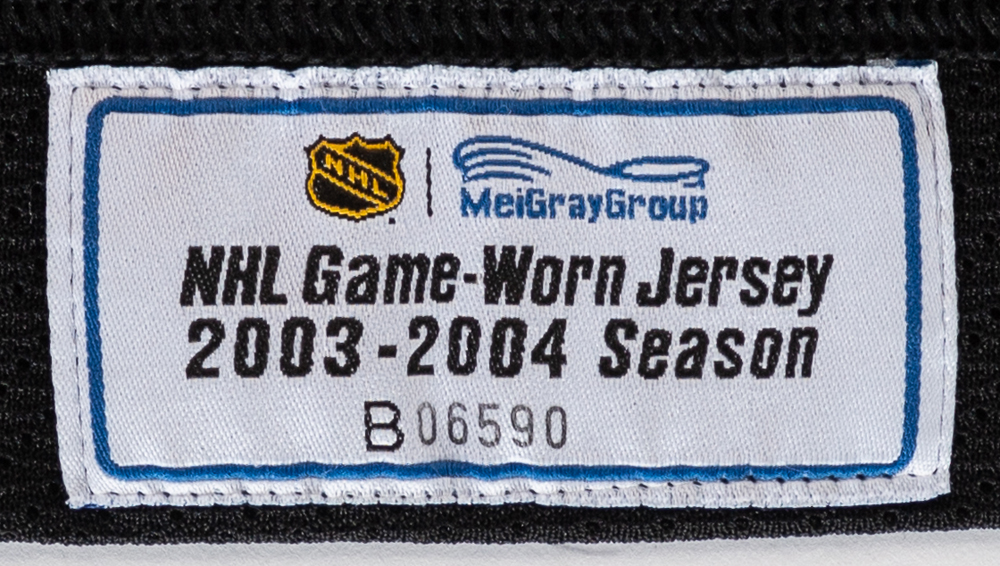 NHL
MeiGrayGroup
NHL Game-Worn Jersey
2003-2004 Season
B06590